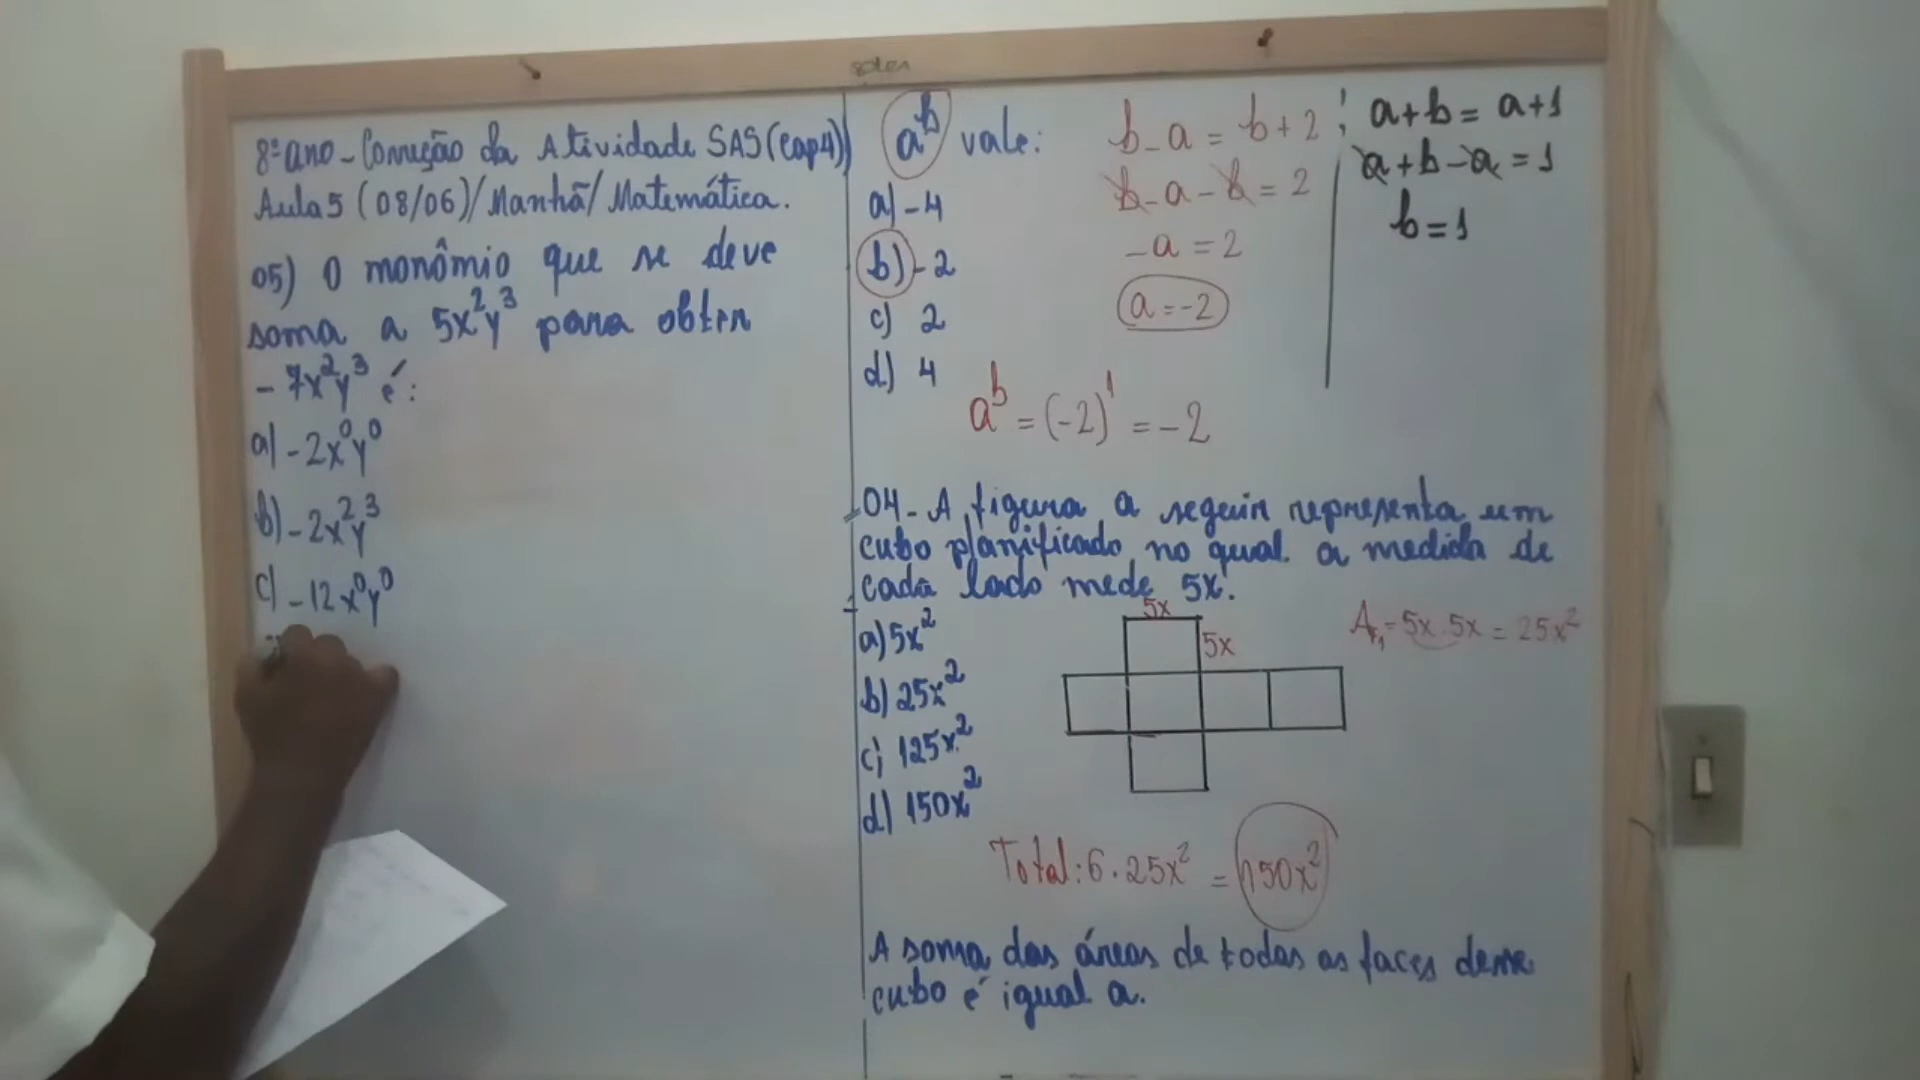 8º ano - Correção da Atividade SAS (Cap4)
Aula 5 (08/06)/Manhã/Matemática.
05) O monômio que se deve
soma a 5x²y³ para obter
- 7x²y³ é:
a) - 2x⁰y⁰
b) - 2x²y³
c) - 12x⁰y⁰
aᵇ vale:
a) - 4
b) - 2
c) 2
d) 4
b - a = b + 2
b - a - b = 2
- a = 2
a = -2
a + b = a + 1
a + b - a = 1
b = 1
aᵇ = (-2)¹ = -2
04 - A figura a seguir representa um
cubo planificado no qual a medida de
cada lado mede 5x.
a) 5x²
b) 25x²
c) 125x²
d) 150x²
5x
5x
= 5x . 5x = 25x²
Total: 6 . 25x² = 150x²
A soma das áreas de todas as faces desse
cubo é igual a.